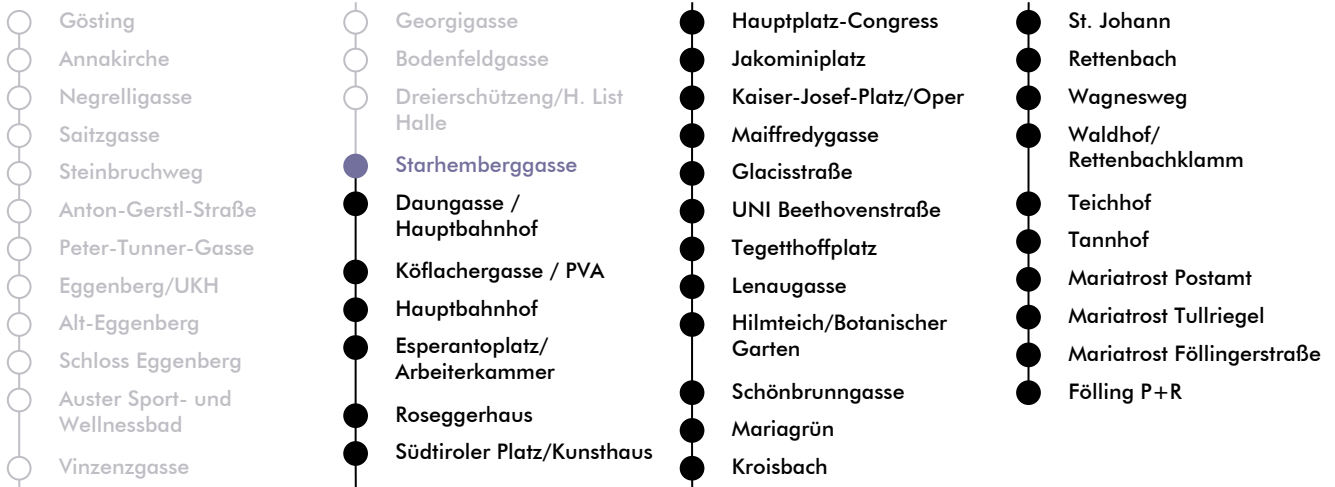 Gösting
Annakirche
Negrelligasse
Saitzgasse
Steinbruchweg
Anton-Gerstl-Straße
Peter-Tunner-Gasse
Eggenberg/UKH
Alt-Eggenberg
Schloss Eggenberg
Auster Sport- und
Wellnessbad
Vinzenzgasse
Georgigasse
Bodenfeldgasse
Dreierschützeng/H. List
Halle
Starhemberggasse
Daungasse /
Hauptbahnhof
Köflachergasse / PVA
Hauptbahnhof
Esperantoplatz/
Arbeiterkammer
Roseggerhaus
Südtiroler Platz/Kunsthaus
Hauptplatz-Congress
Jakominiplatz
Kaiser-Josef-Platz/Oper
Maiffredygasse
Glacisstraße
UNI Beethovenstraße
Tegetthoffplatz
Lenaugasse
Hilmteich/Botanischer
Garten
Schönbrunngasse
Mariagrün
Kroisbach
St. Johann
Rettenbach
Wagnesweg
Waldhof/
Rettenbachklamm
Teichhof
Tannhof
Mariatrost Postamt
Mariatrost Tullriegel
Mariatrost Föllingerstraße
Fölling P+R